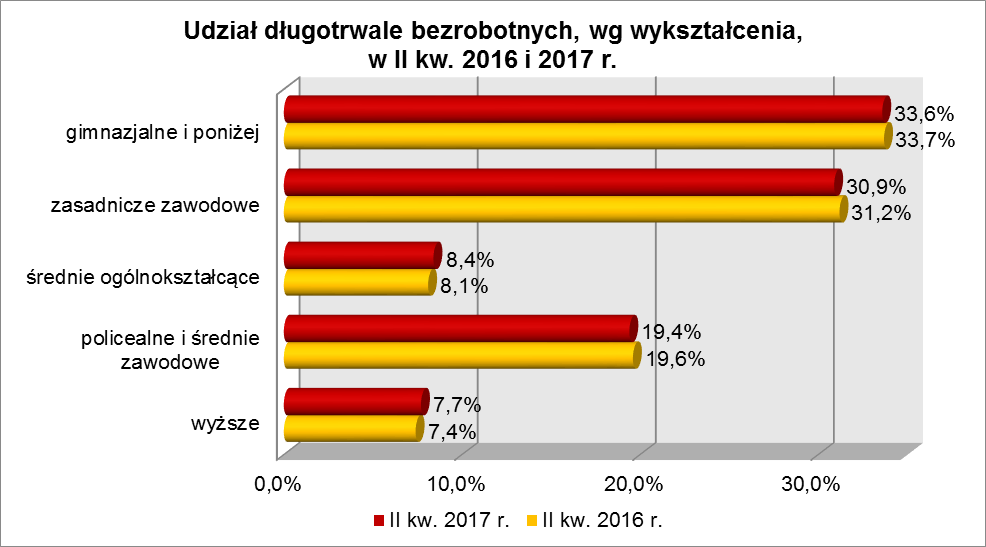 Udział długotrwale bezrobotnych, wg wykształcenia,
w II kw. 2016 i 2017 r.
gimnazjalne i poniżej
33,6%
33,7%
zasadnicze zawodowe
30,9%
31,2%
średnie ogólnokształcące
8,4%
8,1%
policealne i średnie
zawodowe
19,4%
19,6%
wyższe
7,7%
7,4%
0,0% 10,0% 20,0% 30,0%
II kw. 2017 r. II kw. 2016 r.